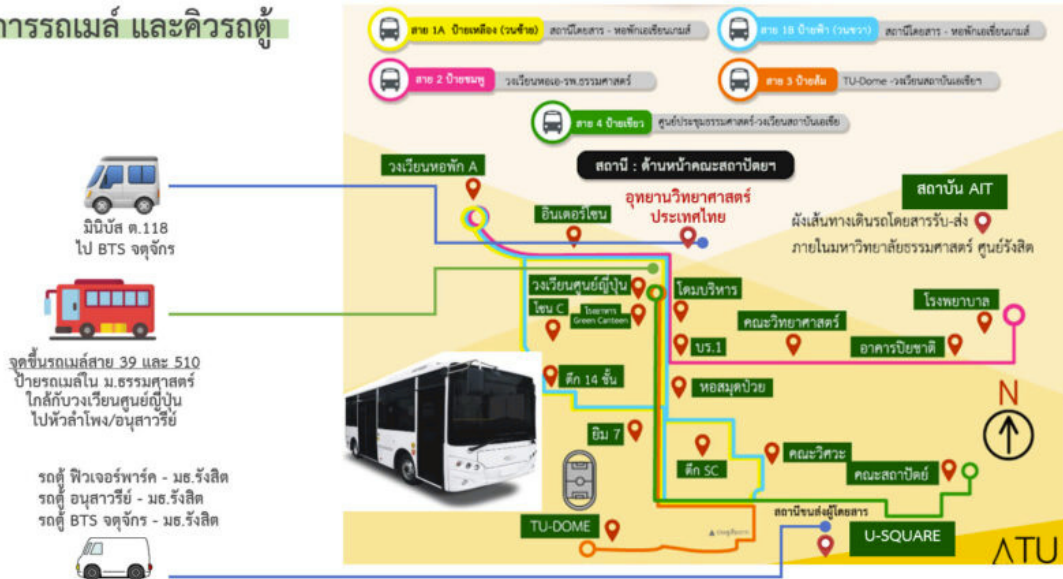 การรถเมล์ และคิวรถตู้
สาย 1A ป้ายเหลือง (วนซ้าย) สถานีโดยสาร - หอพักเอเชียนเกมส์
สาย 1B ป้ายฟ้า (วนขวา) สถานีโดยสาร - หอพักเอเชี่ยนเกมส์
สาย 2 ป้ายชมพู วงเวียนหอเอ-รพ.ธรรมศาสตร์
สาย 3 ป้ายส้ม TU-Dome -วงเวียนสถาบันเอเชียฯ
สาย 4 ป้ายเขียว ศูนย์ประชุมธรรมศาสตร์-วงเวียนสถาบันเอเชีย
วงเวียนหอพัก A
สถานี : ด้านหน้าคณะสถาปัตยฯ
สถาบัน AIT
อุทยานวิทยาศาสตร์
ประเทศไทย
อินเตอร์โซน
ผังเส้นทางเดินรถโดยสารรับ-ส่ง
ภายในมหาวิทยาลัยธรรมศาสตร์ ศูนย์รังสิต
มินิบัส ต.118
ไป BTS จตุจักร
วงเวียนศูนย์ญี่ปุ่น
โดมบริหาร
โรงพยาบาล
โซน C
โรงอาหาร
Green Canteen
คณะวิทยาศาสตร์
บร.1
อาคารปิยชาติ
จุดขึ้นรถเมล์สาย 39 และ 510
ป้ายรถเมล์ใน ม.ธรรมศาสตร์
ใกล้กับวงเวียนศูนย์ญี่ปุ่น
ไปหัวลำโพง/อนุสาวรีย์
ตึก 14 ชั้น
หอสมุดป๋วย
N
ยิม 7
ตึก SC
คณะวิศวะ
คณะสถาปัตย์
รถตู้ ฟิวเจอร์พาร์ค - มธ.รังสิต
รถตู้ อนุสาวรีย์ - มธ.รังสิต
รถตู้ BTS จตุจักร - มธ.รังสิต
สถานีขนส่งผู้โดยสาร
TU-DOME
U-SQUARE
ATU